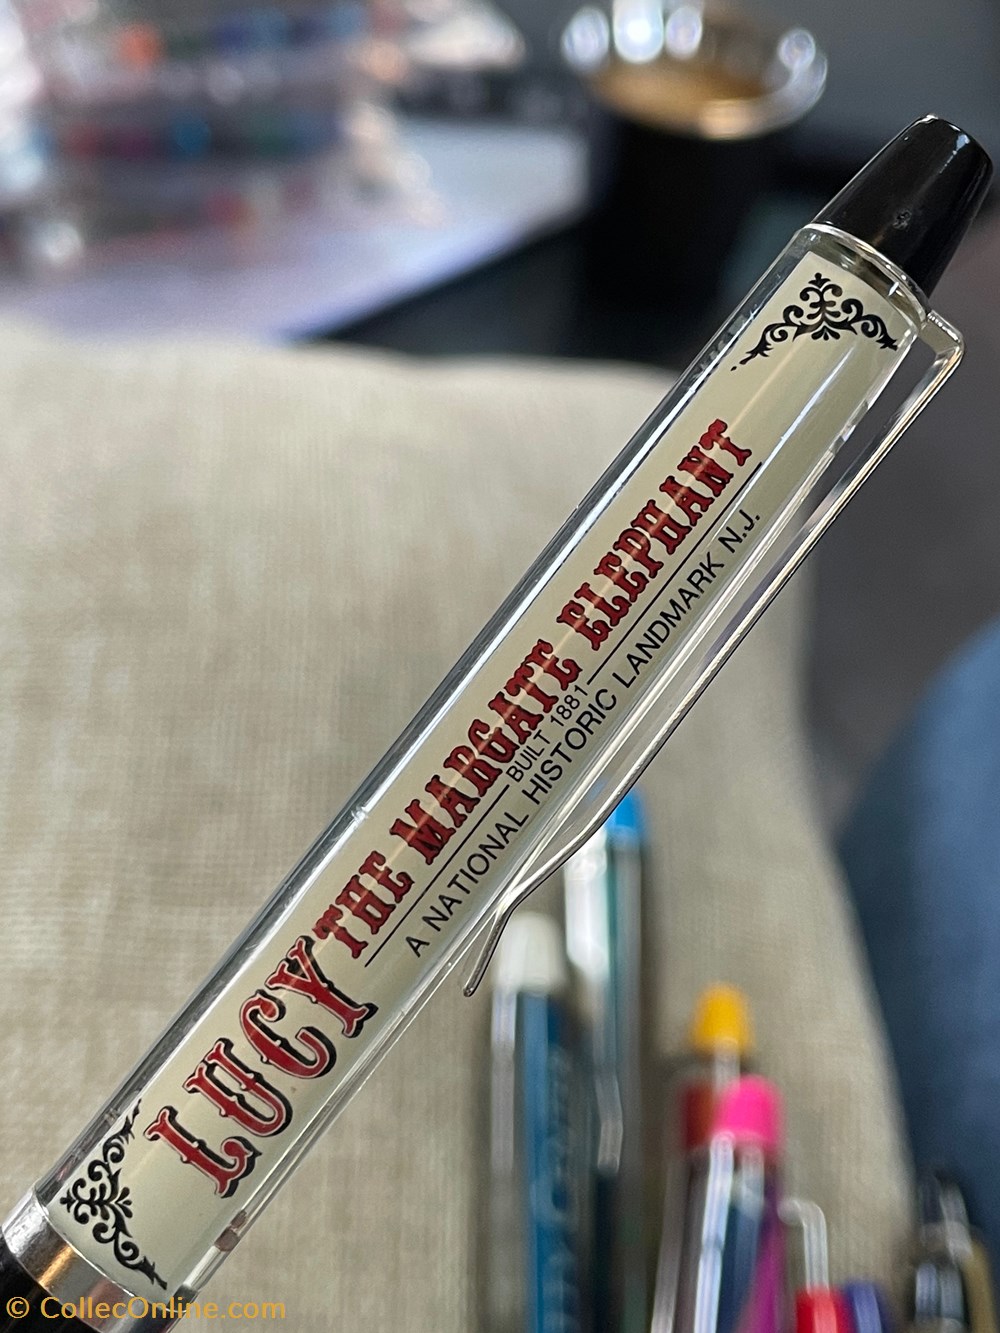 LUCY THE MARGATE ELEPHANT
BUILT 1881
A NATIONAL HISTORIC LANDMARK N.J.
© CollecOnline.com